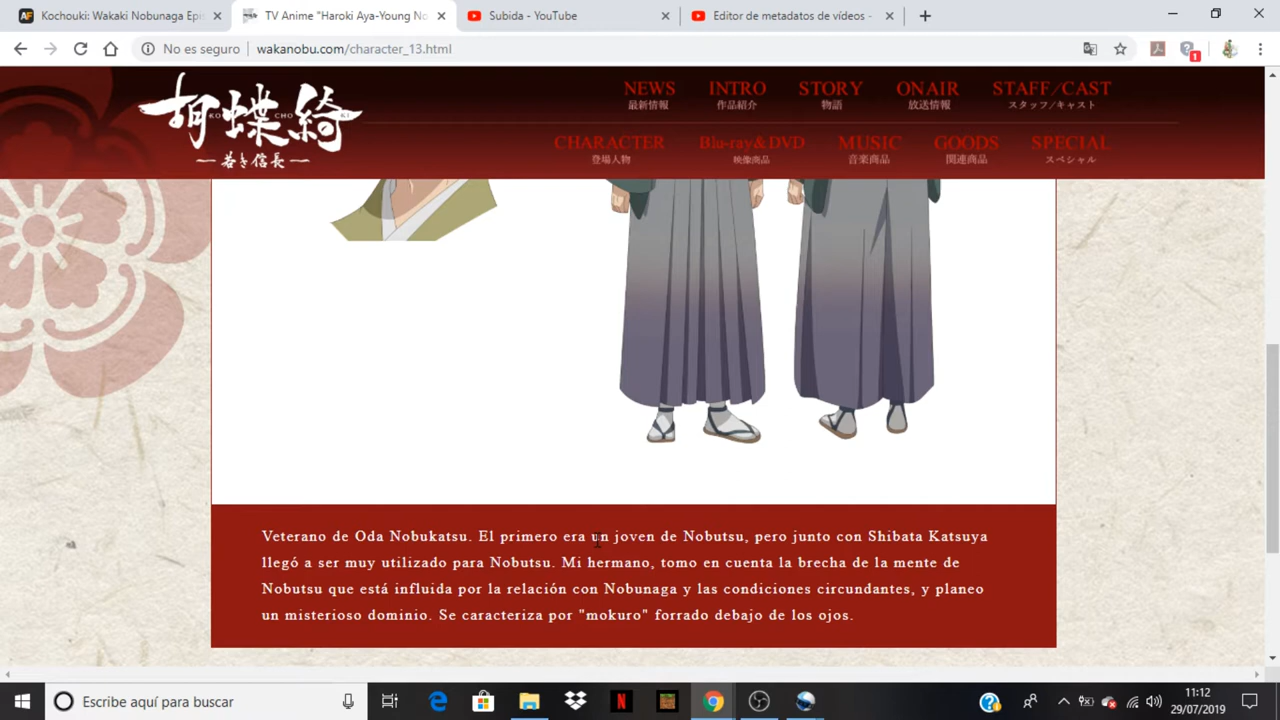 Kochouki: Wakaki Nobunaga Epi
TV Anime "Haroki Aya-Young No
Subida - YouTube
Editor de metadatos de vídeos -
No es seguro
wakanobu.com/character_13.html
1
胡蝶綺
KO CHO KI
若き信長
NEWS INTRO STORY ONAIR STAFF/CAST
最新情報 作品紹介 物語 放送情報 スタッフ/キャスト
CHARACTER Blu-ray&DVD MUSIC GOODS SPECIAL
登場人物 映像商品 音楽商品 関連商品 スペシャル
Veterano de Oda Nobukatsu. El primero era un joven de Nobutsu, pero junto con Shibata Katsuya
llegó a ser muy utilizado para Nobutsu. Mi hermano, tomo en cuenta la brecha de la mente de
Nobutsu que está influida por la relación con Nobunaga y las condiciones circundantes, y planeo
un misterioso dominio. Se caracteriza por "mokuro" forrado debajo de los ojos.
Escribe aquí para buscar
11:12
29/07/2019